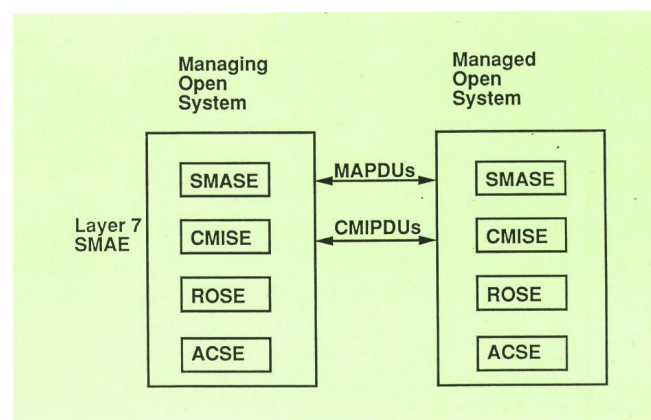 Managing
Open
System
Managed
Open
System
SMASE
MAPDUs
SMASE
Layer 7
SMAE
CMISE
CMIPDUs
CMISE
ROSE
ROSE
ACSE
ACSE